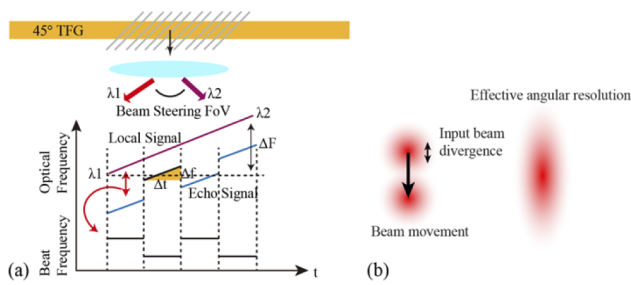 45° TFG
λ1
λ2
Beam Steering FoV
λ2
Local Signal
ΔF
λ1
Δf
Δt
Echo Signal
Optical
Frequency
Beat
Frequency
t
(a)
Effective angular resolution
Input beam
divergence
Beam movement
(b)